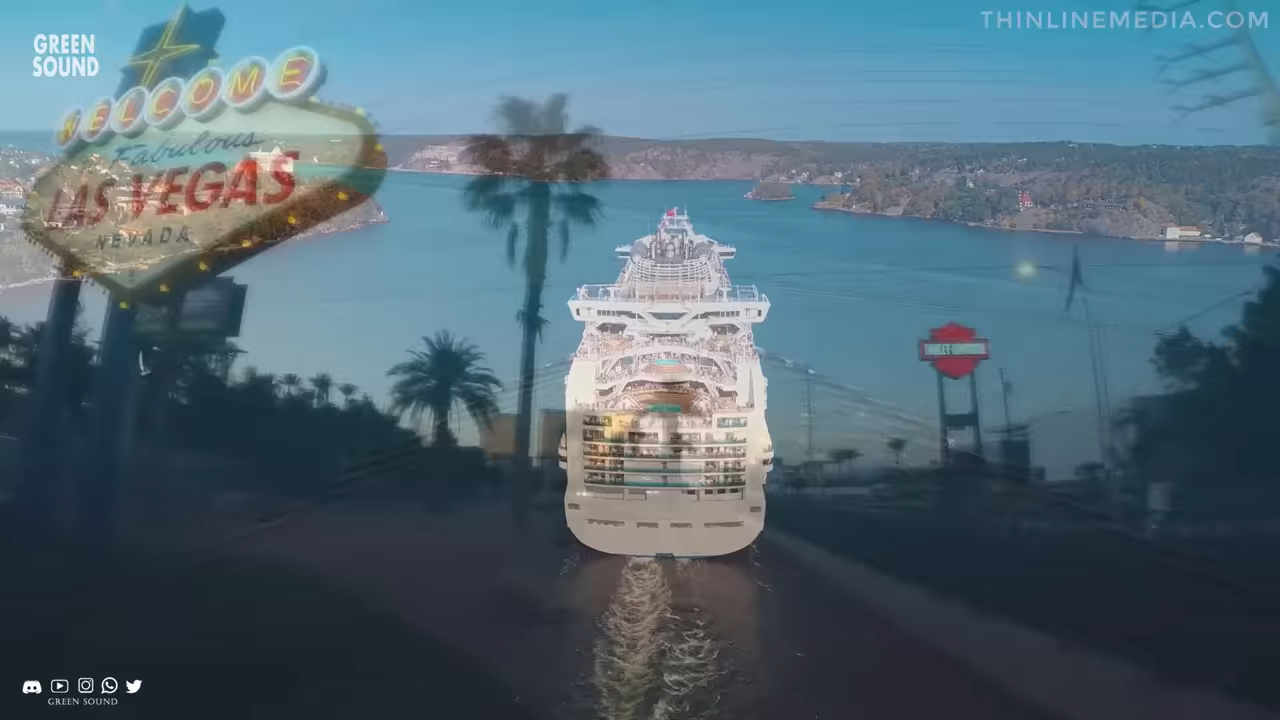 GREEN
SOUND
THINLINEMEDIA.COM
WELCOME
Fabulous
LAS VEGAS
NEVADA
GREEN SOUND